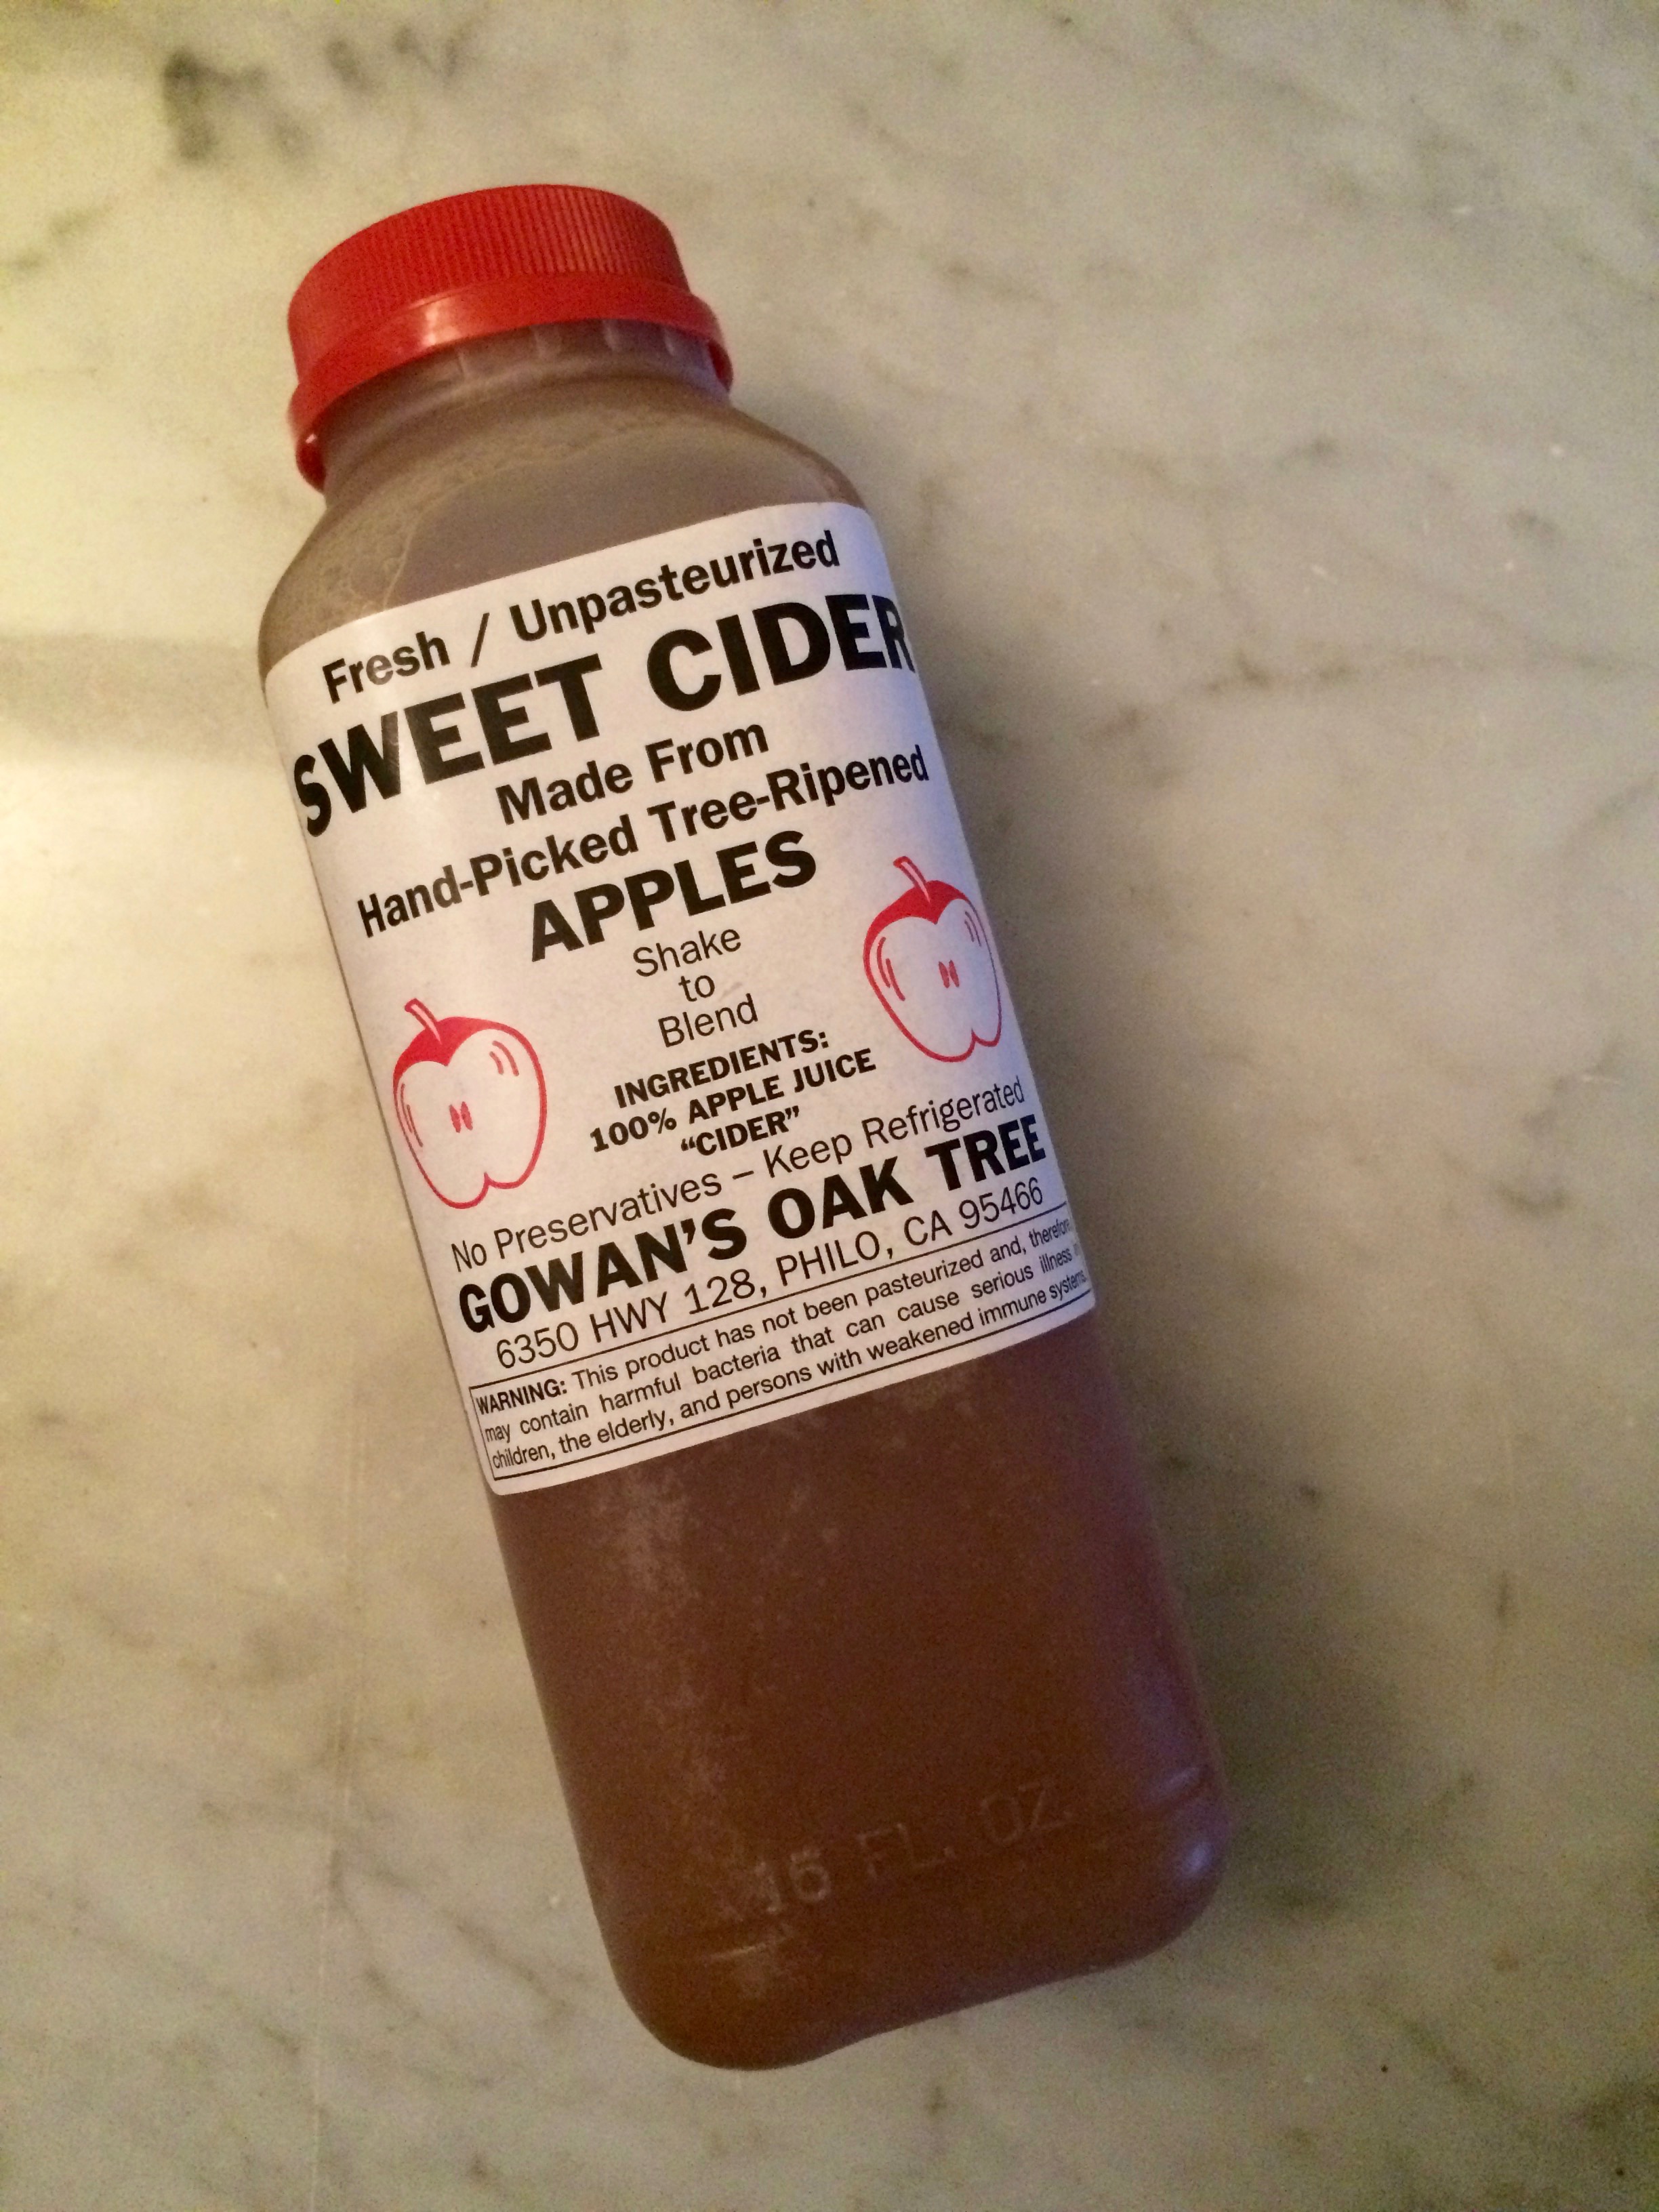 Fresh / Unpasteurized
SWEET CIDER
Made From
Hand-Picked Tree-Ripened
APPLES
Shake
to
Blend
INGREDIENTS:
100% APPLE JUICE
“CIDER”
No Preservatives – Keep Refrigerated
GOWAN'S OAK TREE
6350 HWY 128, PHILO, CA 95466
WARNING: This product has not been pasteurized and, therefore
may contain harmful bacteria that can cause serious illness
children, the elderly, and persons with weakened immune systems.
16 FL. OZ.